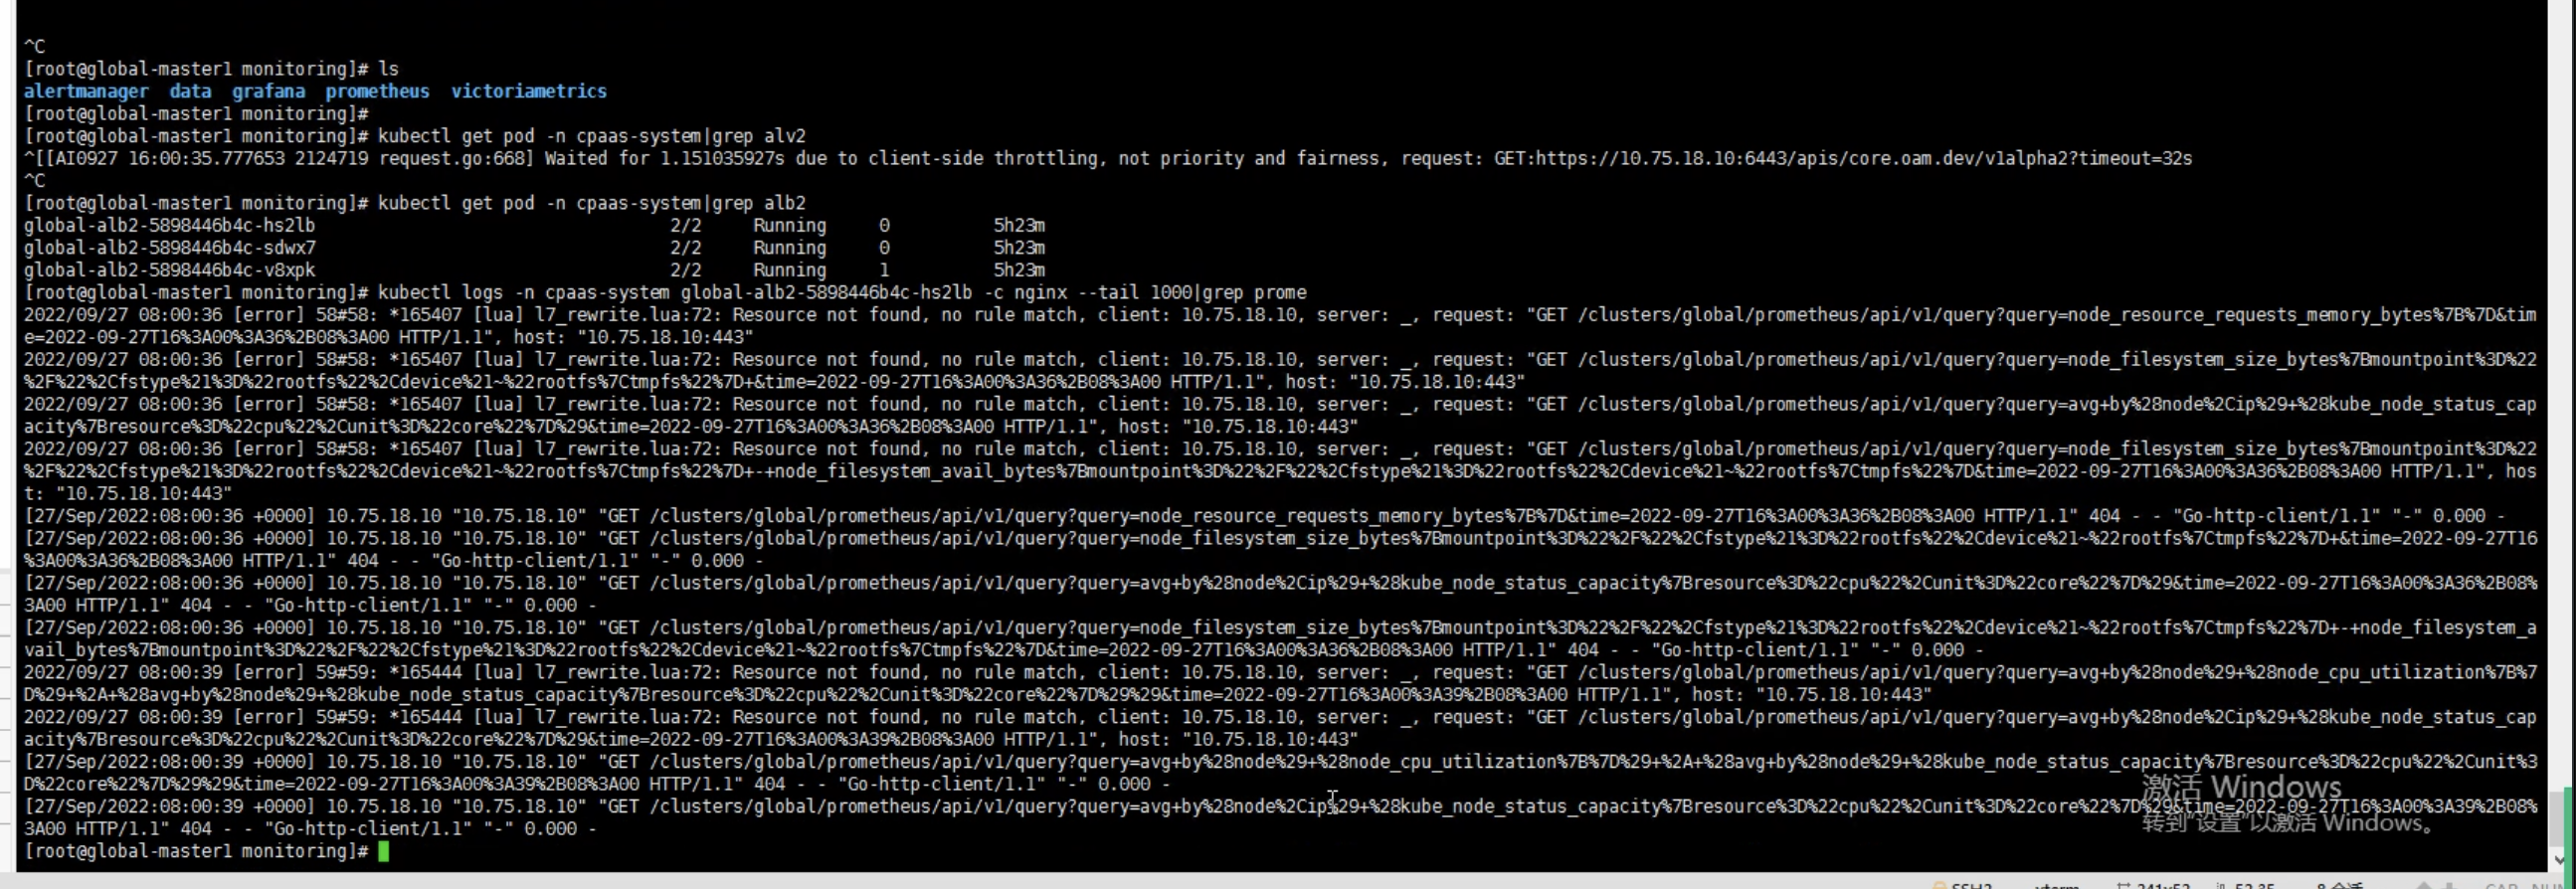 ^C
[root@global-master1 monitoring]# ls
alertmanager  data  grafana  prometheus  victoriametrics
[root@global-master1 monitoring]#
[root@global-master1 monitoring]# kubectl get pod -n cpaas-system|grep alv2
^[[AI0927 16:00:35.777653 2124719 request.go:668] Waited for 1.151035927s due to client-side throttling, not priority and fairness, request: GET:https://10.75.18.10:6443/apis/core.oam.dev/v1alpha2?timeout=32s
^C
[root@global-master1 monitoring]# kubectl get pod -n cpaas-system|grep alb2
global-alb2-5898446b4c-hs2lb 2/2 Running 0 5h23m
global-alb2-5898446b4c-sdwx7 2/2 Running 0 5h23m
global-alb2-5898446b4c-v8xpk 2/2 Running 1 5h23m
[root@global-master1 monitoring]# kubectl logs -n cpaas-system global-alb2-5898446b4c-hs2lb -c nginx --tail 1000|grep prome
2022/09/27 08:00:36 [error] 58#58: *165407 [lua] l7_rewrite.lua:72: Resource not found, no rule match, client: 10.75.18.10, server: _, request: "GET /clusters/global/prometheus/api/v1/query?query=node_resource_requests_memory_bytes%7B%7D&tim
e=2022-09-27T16%3A00%3A36%2B08%3A00 HTTP/1.1", host: "10.75.18.10:443"
2022/09/27 08:00:36 [error] 58#58: *165407 [lua] l7_rewrite.lua:72: Resource not found, no rule match, client: 10.75.18.10, server: _, request: "GET /clusters/global/prometheus/api/v1/query?query=node_filesystem_size_bytes%7Bmountpoint%3D%22
%2F%22%2Cfstype%21%3D%22rootfs%22%2Cdevice%21~%22rootfs%7Ctmpfs%22%7D+&time=2022-09-27T16%3A00%3A36%2B08%3A00 HTTP/1.1", host: "10.75.18.10:443"
2022/09/27 08:00:36 [error] 58#58: *165407 [lua] l7_rewrite.lua:72: Resource not found, no rule match, client: 10.75.18.10, server: _, request: "GET /clusters/global/prometheus/api/v1/query?query=avg+by%28node%2Cip%29+%28kube_node_status_cap
acity%7Bresource%3D%22cpu%22%2Cunit%3D%22core%22%7D%29&time=2022-09-27T16%3A00%3A36%2B08%3A00 HTTP/1.1", host: "10.75.18.10:443"
2022/09/27 08:00:36 [error] 58#58: *165407 [lua] l7_rewrite.lua:72: Resource not found, no rule match, client: 10.75.18.10, server: _, request: "GET /clusters/global/prometheus/api/v1/query?query=node_filesystem_size_bytes%7Bmountpoint%3D%22
%2F%22%2Cfstype%21%3D%22rootfs%22%2Cdevice%21~%22rootfs%7Ctmpfs%22%7D+-+node_filesystem_avail_bytes%7Bmountpoint%3D%22%2F%22%2Cfstype%21%3D%22rootfs%22%2Cdevice%21~%22rootfs%7Ctmpfs%22%7D&time=2022-09-27T16%3A00%3A36%2B08%3A00 HTTP/1.1", hos
t: "10.75.18.10:443"
[27/Sep/2022:08:00:36 +0000] 10.75.18.10 "10.75.18.10" "GET /clusters/global/prometheus/api/v1/query?query=node_resource_requests_memory_bytes%7B%7D&time=2022-09-27T16%3A00%3A36%2B08%3A00 HTTP/1.1" 404 - - "Go-http-client/1.1" "-" 0.000 -
[27/Sep/2022:08:00:36 +0000] 10.75.18.10 "10.75.18.10" "GET /clusters/global/prometheus/api/v1/query?query=node_filesystem_size_bytes%7Bmountpoint%3D%22%2F%22%2Cfstype%21%3D%22rootfs%22%2Cdevice%21~%22rootfs%7Ctmpfs%22%7D+&time=2022-09-27T16
%3A00%3A36%2B08%3A00 HTTP/1.1" 404 - - "Go-http-client/1.1" "-" 0.000 -
[27/Sep/2022:08:00:36 +0000] 10.75.18.10 "10.75.18.10" "GET /clusters/global/prometheus/api/v1/query?query=avg+by%28node%2Cip%29+%28kube_node_status_capacity%7Bresource%3D%22cpu%22%2Cunit%3D%22core%22%7D%29&time=2022-09-27T16%3A00%3A36%2B08%
3A00 HTTP/1.1" 404 - - "Go-http-client/1.1" "-" 0.000 -
[27/Sep/2022:08:00:36 +0000] 10.75.18.10 "10.75.18.10" "GET /clusters/global/prometheus/api/v1/query?query=node_filesystem_size_bytes%7Bmountpoint%3D%22%2F%22%2Cfstype%21%3D%22rootfs%22%2Cdevice%21~%22rootfs%7Ctmpfs%22%7D+-+node_filesystem_a
vail_bytes%7Bmountpoint%3D%22%2F%22%2Cfstype%21%3D%22rootfs%22%2Cdevice%21~%22rootfs%7Ctmpfs%22%7D&time=2022-09-27T16%3A00%3A36%2B08%3A00 HTTP/1.1" 404 - - "Go-http-client/1.1" "-" 0.000 -
2022/09/27 08:00:39 [error] 59#59: *165444 [lua] l7_rewrite.lua:72: Resource not found, no rule match, client: 10.75.18.10, server: _, request: "GET /clusters/global/prometheus/api/v1/query?query=avg+by%28node%29+%28node_cpu_utilization%7B%7
D%29+%2A+%28avg+by%28node%29+%28kube_node_status_capacity%7Bresource%3D%22cpu%22%2Cunit%3D%22core%22%7D%29%29&time=2022-09-27T16%3A00%3A39%2B08%3A00 HTTP/1.1", host: "10.75.18.10:443"
2022/09/27 08:00:39 [error] 59#59: *165444 [lua] l7_rewrite.lua:72: Resource not found, no rule match, client: 10.75.18.10, server: _, request: "GET /clusters/global/prometheus/api/v1/query?query=avg+by%28node%2Cip%29+%28kube_node_status_cap
acity%7Bresource%3D%22cpu%22%2Cunit%3D%22core%22%7D%29&time=2022-09-27T16%3A00%3A39%2B08%3A00 HTTP/1.1", host: "10.75.18.10:443"
[27/Sep/2022:08:00:39 +0000] 10.75.18.10 "10.75.18.10" "GET /clusters/global/prometheus/api/v1/query?query=avg+by%28node%29+%28node_cpu_utilization%7B%7D%29+%2A+%28avg+by%28node%29+%28kube_node_status_capacity%7Bresource%3D%22cpu%22%2Cunit%3
D%22core%22%7D%29%29&time=2022-09-27T16%3A00%3A39%2B08%3A00 HTTP/1.1" 404 - - "Go-http-client/1.1" "-" 0.000 -
[27/Sep/2022:08:00:39 +0000] 10.75.18.10 "10.75.18.10" "GET /clusters/global/prometheus/api/v1/query?query=avg+by%28node%2Cip%29+%28kube_node_status_capacity%7Bresource%3D%22cpu%22%2Cunit%3D%22core%22%7D%29&time=2022-09-27T16%3A00%3A39%2B08%
3A00 HTTP/1.1" 404 - - "Go-http-client/1.1" "-" 0.000 -
[root@global-master1 monitoring]#
激活 Windows
转到"设置"以激活 Windows。